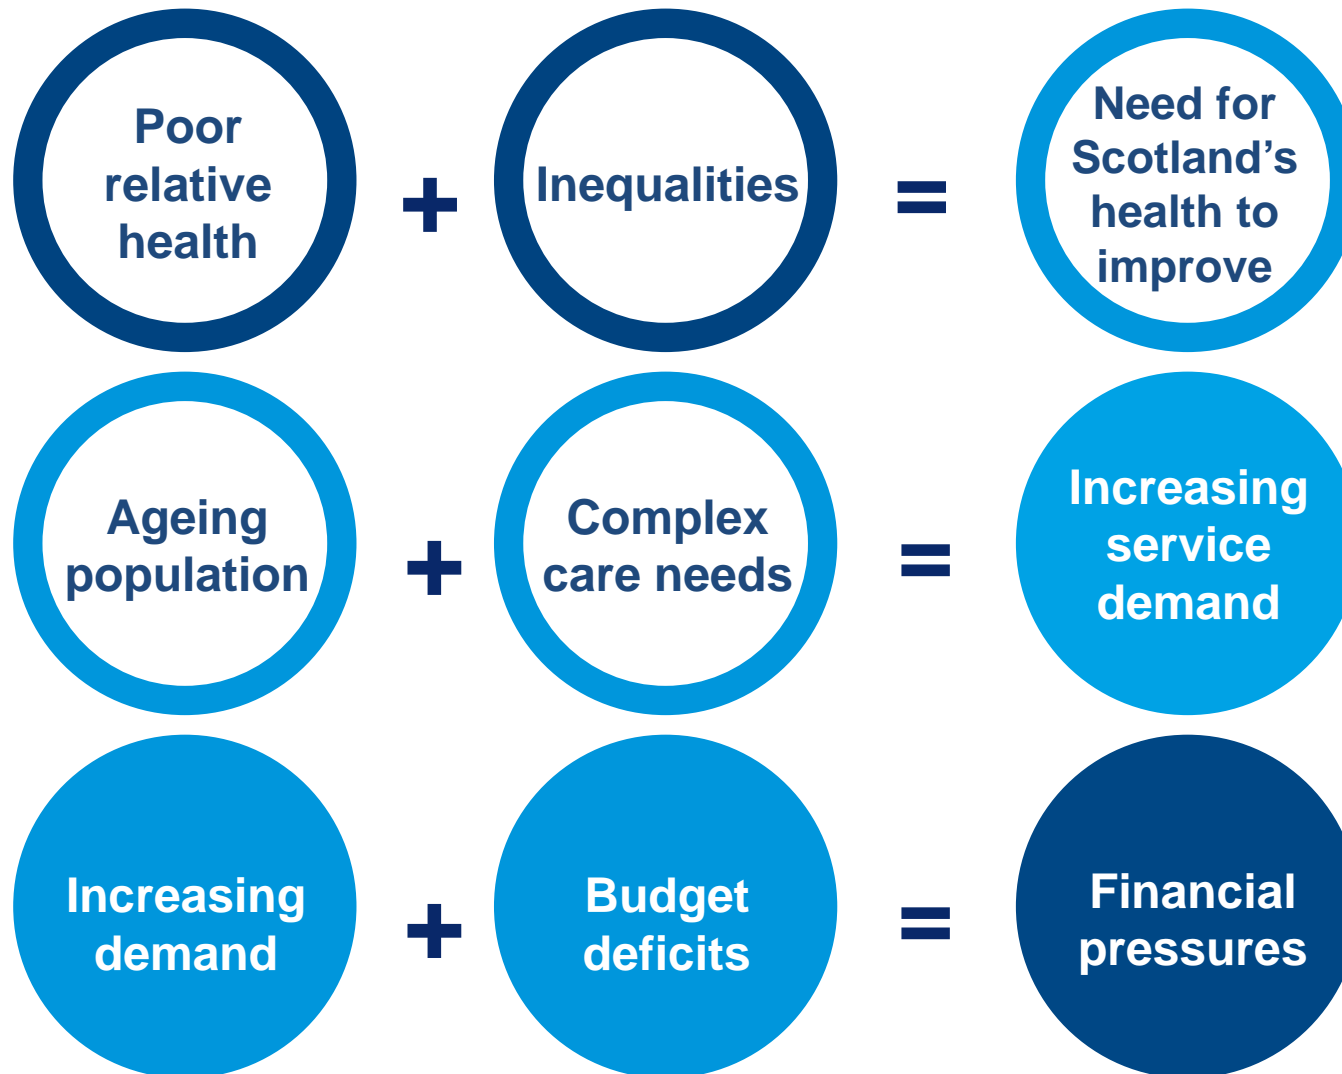 Poor
relative
health
+
Inequalities
=
Need for
Scotland’s
health to
improve
Ageing
population
+
Complex
care needs
=
Increasing
service
demand
Increasing
demand
+
Budget
deficits
=
Financial
pressures